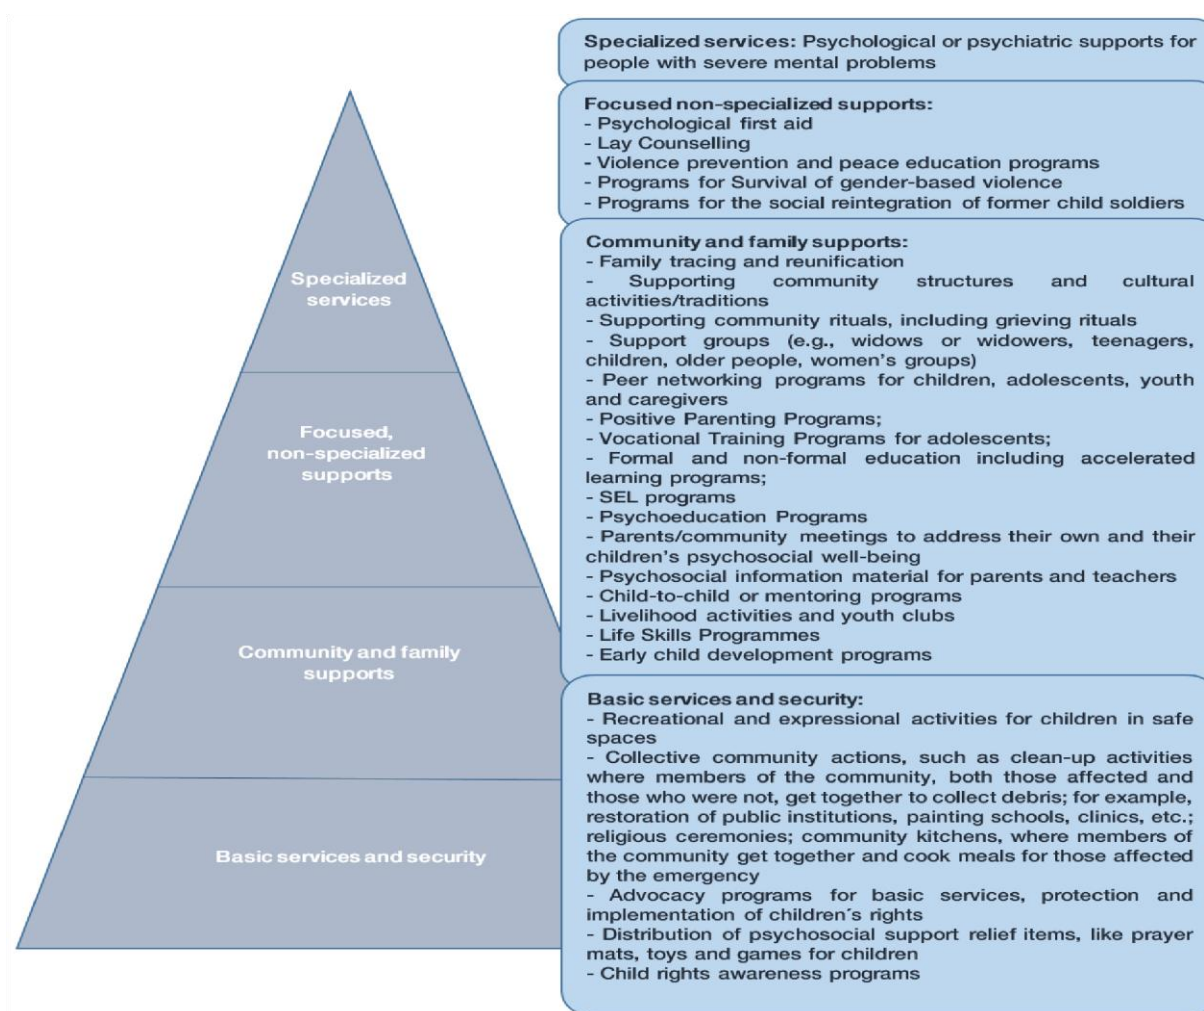 Specialized services: Psychological or psychiatric supports for
people with severe mental problems
Focused non-specialized supports:
- Psychological first aid
- Lay Counselling
- Violence prevention and peace education programs
- Programs for Survival of gender-based violence
- Programs for the social reintegration of former child soldiers
Community and family supports:
- Family tracing and reunification
- Supporting community structures and cultural
activities/traditions
- Supporting community rituals, including grieving rituals
- Support groups (e.g., widows or widowers, teenagers,
children, older people, women's groups)
- Peer networking programs for children, adolescents, youth
and caregivers
- Positive Parenting Programs;
- Vocational Training Programs for adolescents;
- Formal and non-formal education including accelerated
learning programs;
- SEL programs
- Psychoeducation Programs
- Parents/community meetings to address their own and their
children's psychosocial well-being
- Psychosocial information material for parents and teachers
- Child-to-child or mentoring programs
- Livelihood activities and youth clubs
- Life Skills Programmes
- Early child development programs
Basic services and security:
- Recreational and expressional activities for children in safe
spaces
- Collective community actions, such as clean-up activities
where members of the community, both those affected and
those who were not, get together to collect debris; for example,
restoration of public institutions, painting schools, clinics, etc.;
religious ceremonies; community kitchens, where members of
the community get together and cook meals for those affected
by the emergency
- Advocacy programs for basic services, protection and
implementation of children´s rights
- Distribution of psychosocial support relief items, like prayer
mats, toys and games for children
- Child rights awareness programs
Specialized
services
Focused,
non-specialized
supports
Community and family
supports
Basic services and security